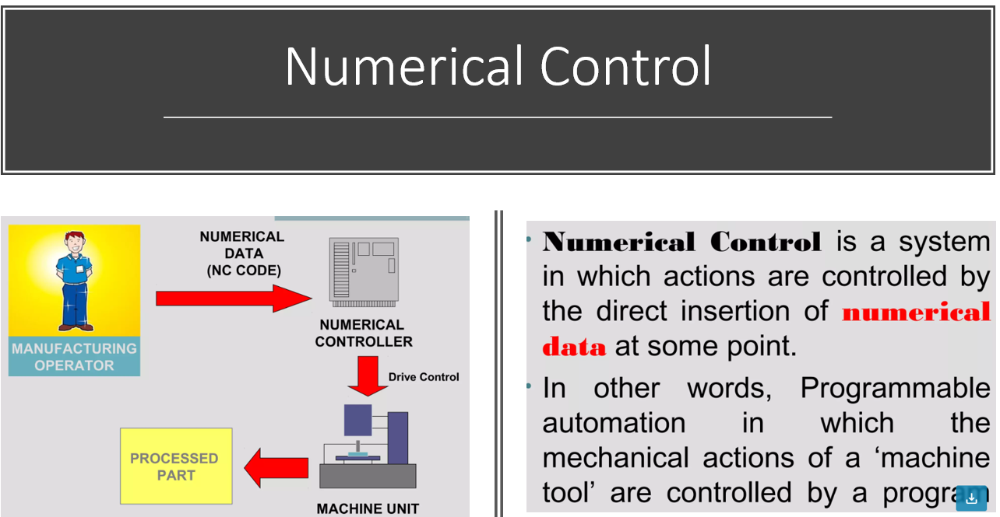 Numerical Control
NUMERICAL
DATA
(NC CODE)
MANUFACTURING
OPERATOR
NUMERICAL
CONTROLLER
Drive Control
PROCESSED
PART
MACHINE UNIT
• Numerical Control is a system
in which actions are controlled by
the direct insertion of numerical
data at some point.
• In other words, Programmable
automation in which the
mechanical actions of a ‘machine
tool’ are controlled by a program